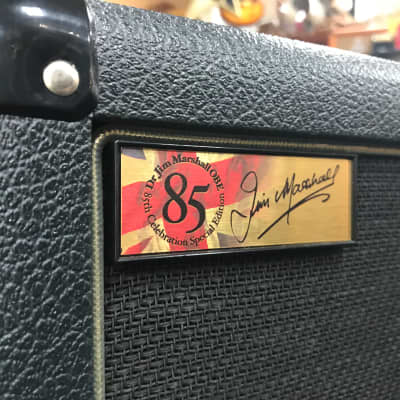 Dr Jim Marshall OBE
85th Celebration Special Edition
85
Jim Marshall